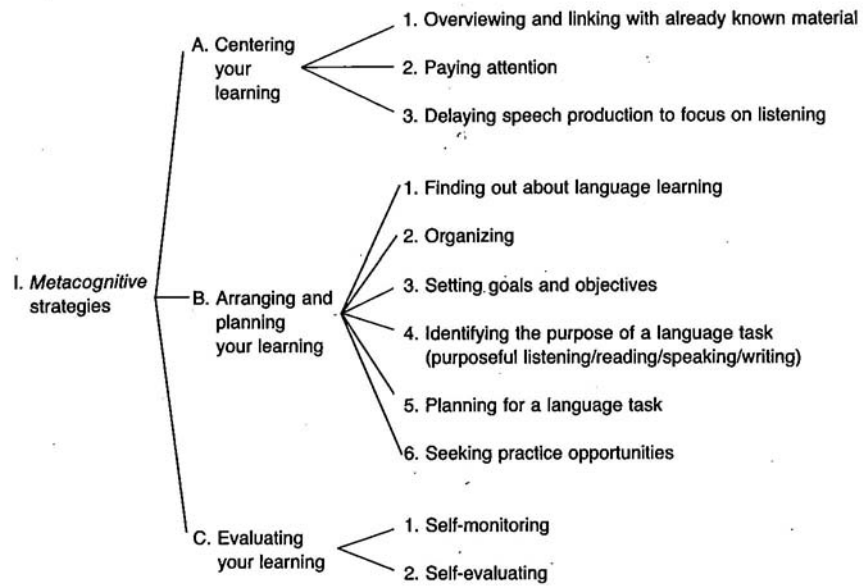 1. Overviewing and linking with already known material
A. Centering
your
learning
2. Paying attention
3. Delaying speech production to focus on listening
1. Finding out about language learning
2. Organizing
I. Metacognitive
strategies
B. Arranging and
planning
your learning
3. Setting goals and objectives
4. Identifying the purpose of a language task
(purposeful listening/reading/speaking/writing)
5. Planning for a language task
6. Seeking practice opportunities
C. Evaluating
your learning
1. Self-monitoring
2. Self-evaluating